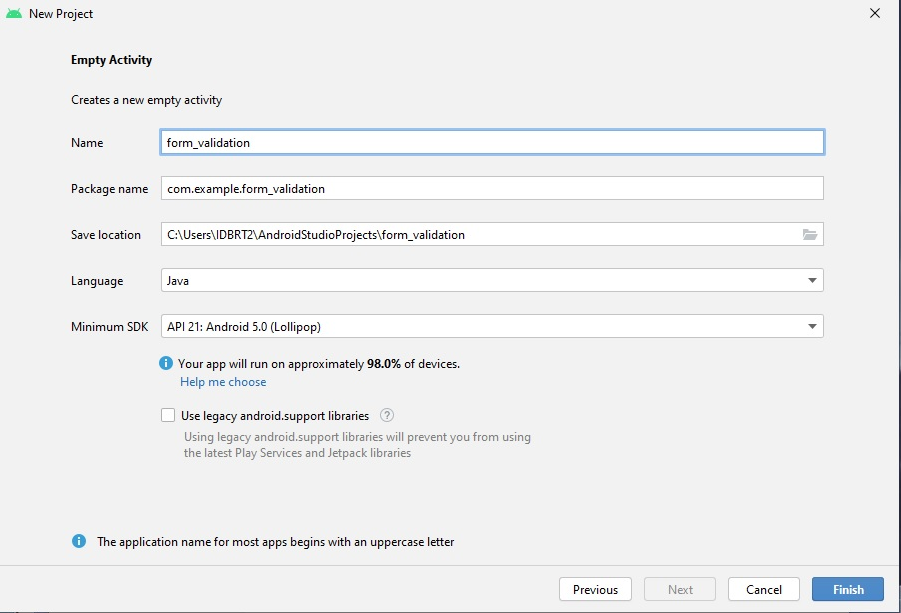 New Project
Empty Activity
Creates a new empty activity
Name form_validation
Package name com.example.form_validation
Save location C:\Users\IDBRT2\AndroidStudioProjects\form_validation
Language Java
Minimum SDK API 21: Android 5.0 (Lollipop)
Your app will run on approximately 98.0% of devices.
Help me choose
Use legacy android.support libraries ?
Using legacy android.support libraries will prevent you from using
the latest Play Services and Jetpack libraries
The application name for most apps begins with an uppercase letter
Previous Next Cancel Finish